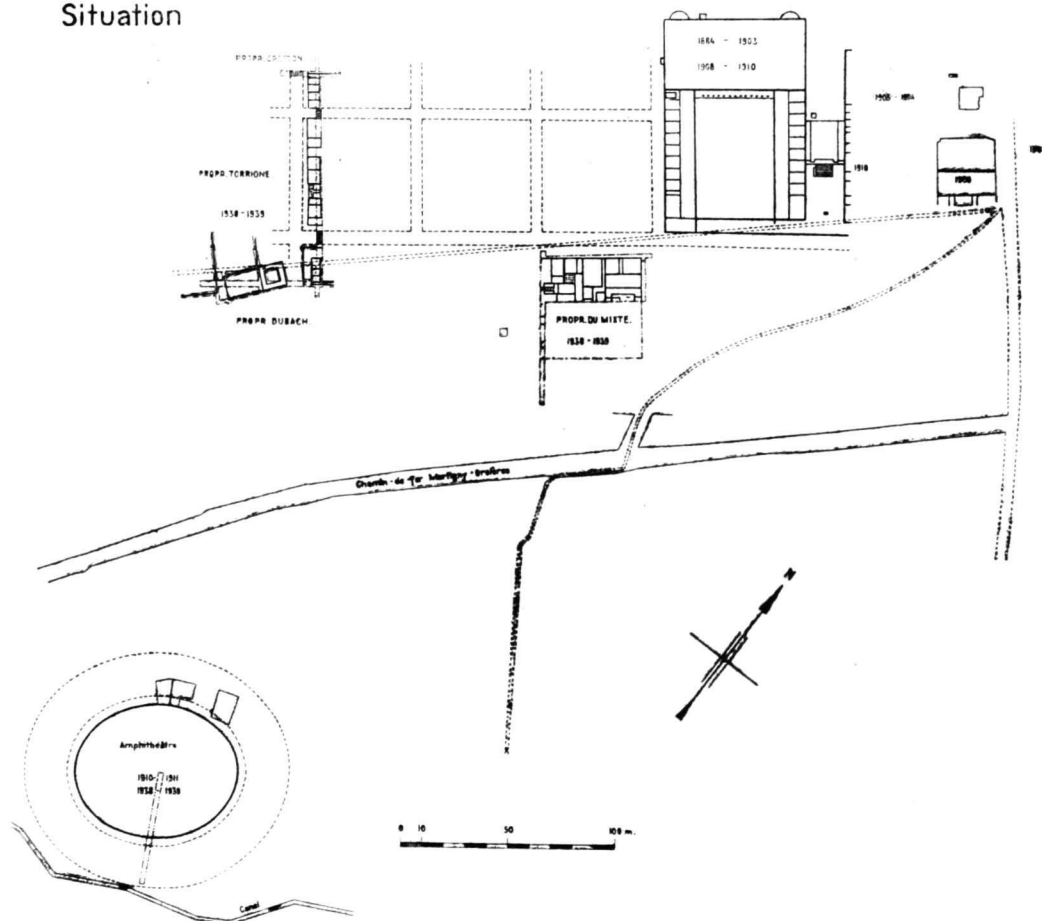 Situation
1884 - 1903
1908 - 1910
1910
PROPR. TORRIONE
1938 - 1939
PROPR. DUBACH.
PROPR. DU MIXTE.
1938 - 1939
Chemin - de fer Martigny - Orsières
N
Amphithéâtre
1910 - 1911
1938 1939
0 10 50 100 m.
Canal